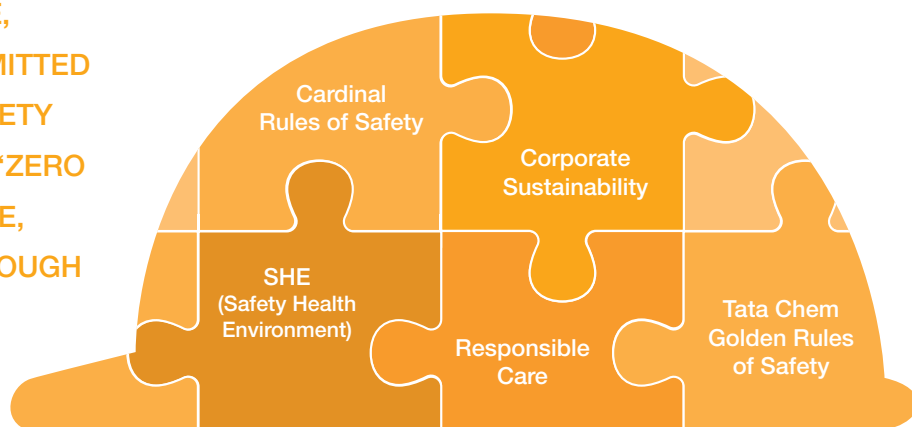 MITTED
ETY
“ZERO
E,
OUGH
Cardinal
Rules of Safety
Corporate
Sustainability
SHE
(Safety Health
Environment)
Responsible
Care
Tata Chem
Golden Rules
of Safety